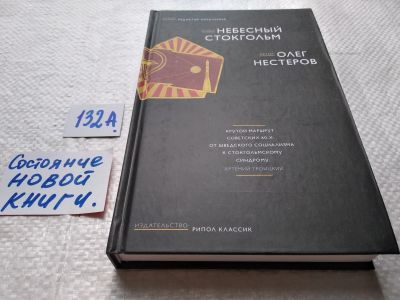 НЕБЕСНЫЙ
СТОКГОЛЬМ
ОЛЕГ
НЕСТЕРОВ
132А.
Состояние
НОВОЙ
КНИГИ.
КРУТОЙ МАРШРУТ
СОВЕТСКИХ 60-Х:
ОТ ШВЕДСКОГО СОЦИАЛИЗМА
К СТОКГОЛЬМСКОМУ
СИНДРОМУ.
АРТЕМИЙ ТРОИЦКИЙ
ИЗДАТЕЛЬСТВО РИПОЛ КЛАССИК